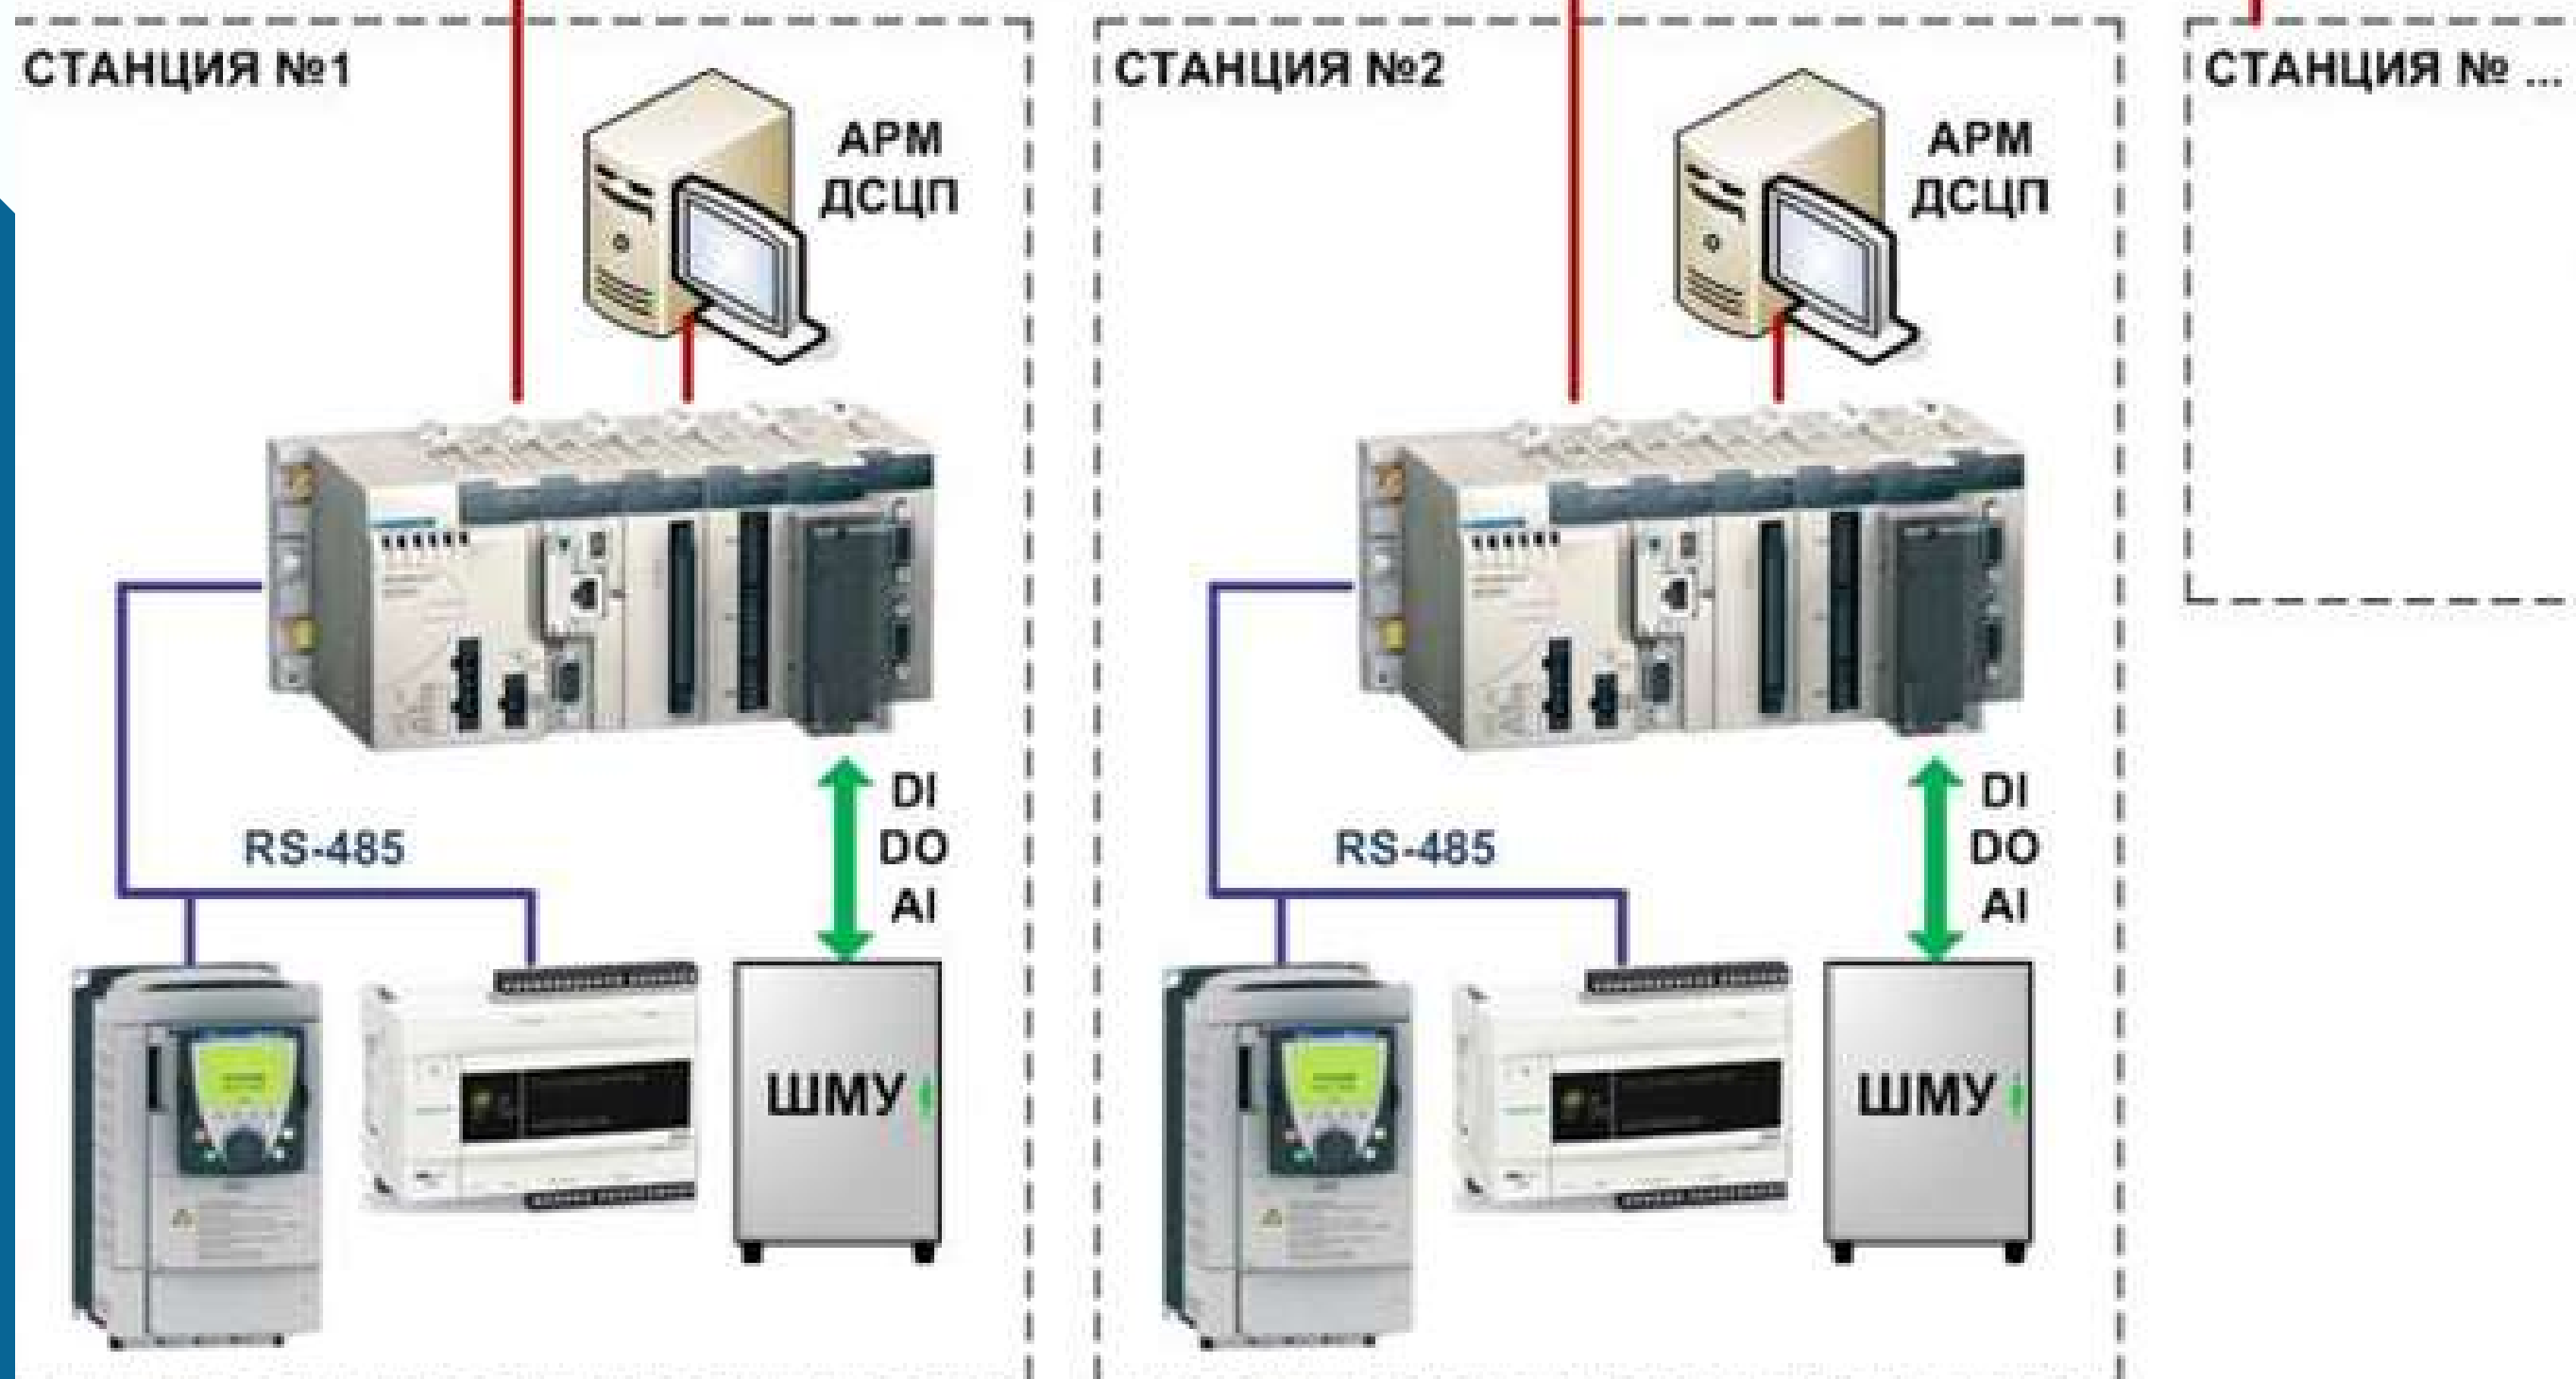 СТАНЦИЯ №1
АРМ
ДСЦП
RS-485
DI
DO
AI
ШМУ
СТАНЦИЯ №2
АРМ
ДСЦП
RS-485
DI
DO
AI
ШМУ
СТАНЦИЯ № ...